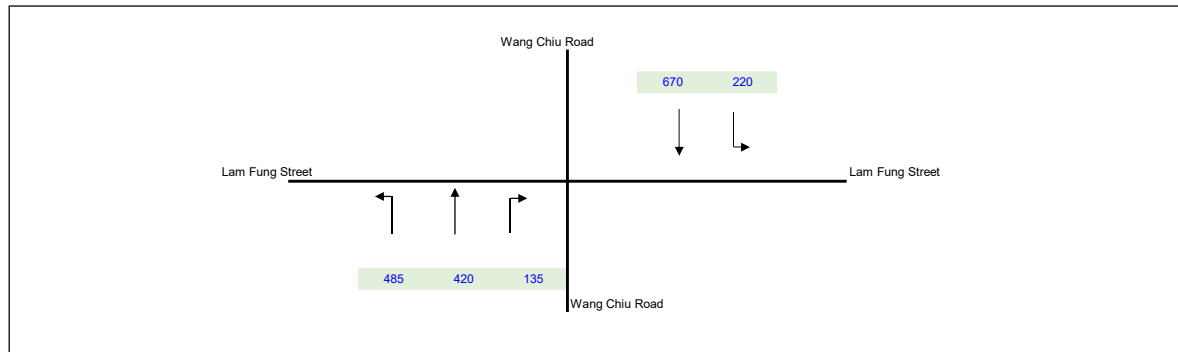 Wang Chiu Road
670 220
Lam Fung Street
Lam Fung Street
485 420 135
Wang Chiu Road